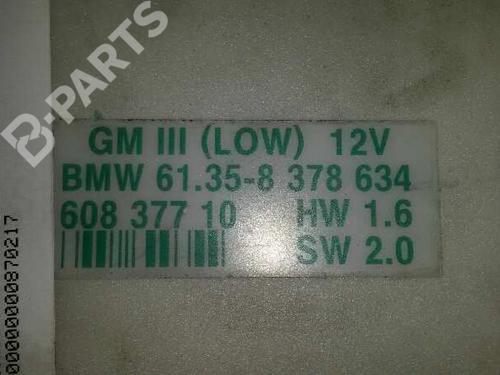 B-PARTS
GM III (LOW) 12V
BMW 61.35-8 378 634
608 377 10 HW 1.6
SW 2.0
00000000870217